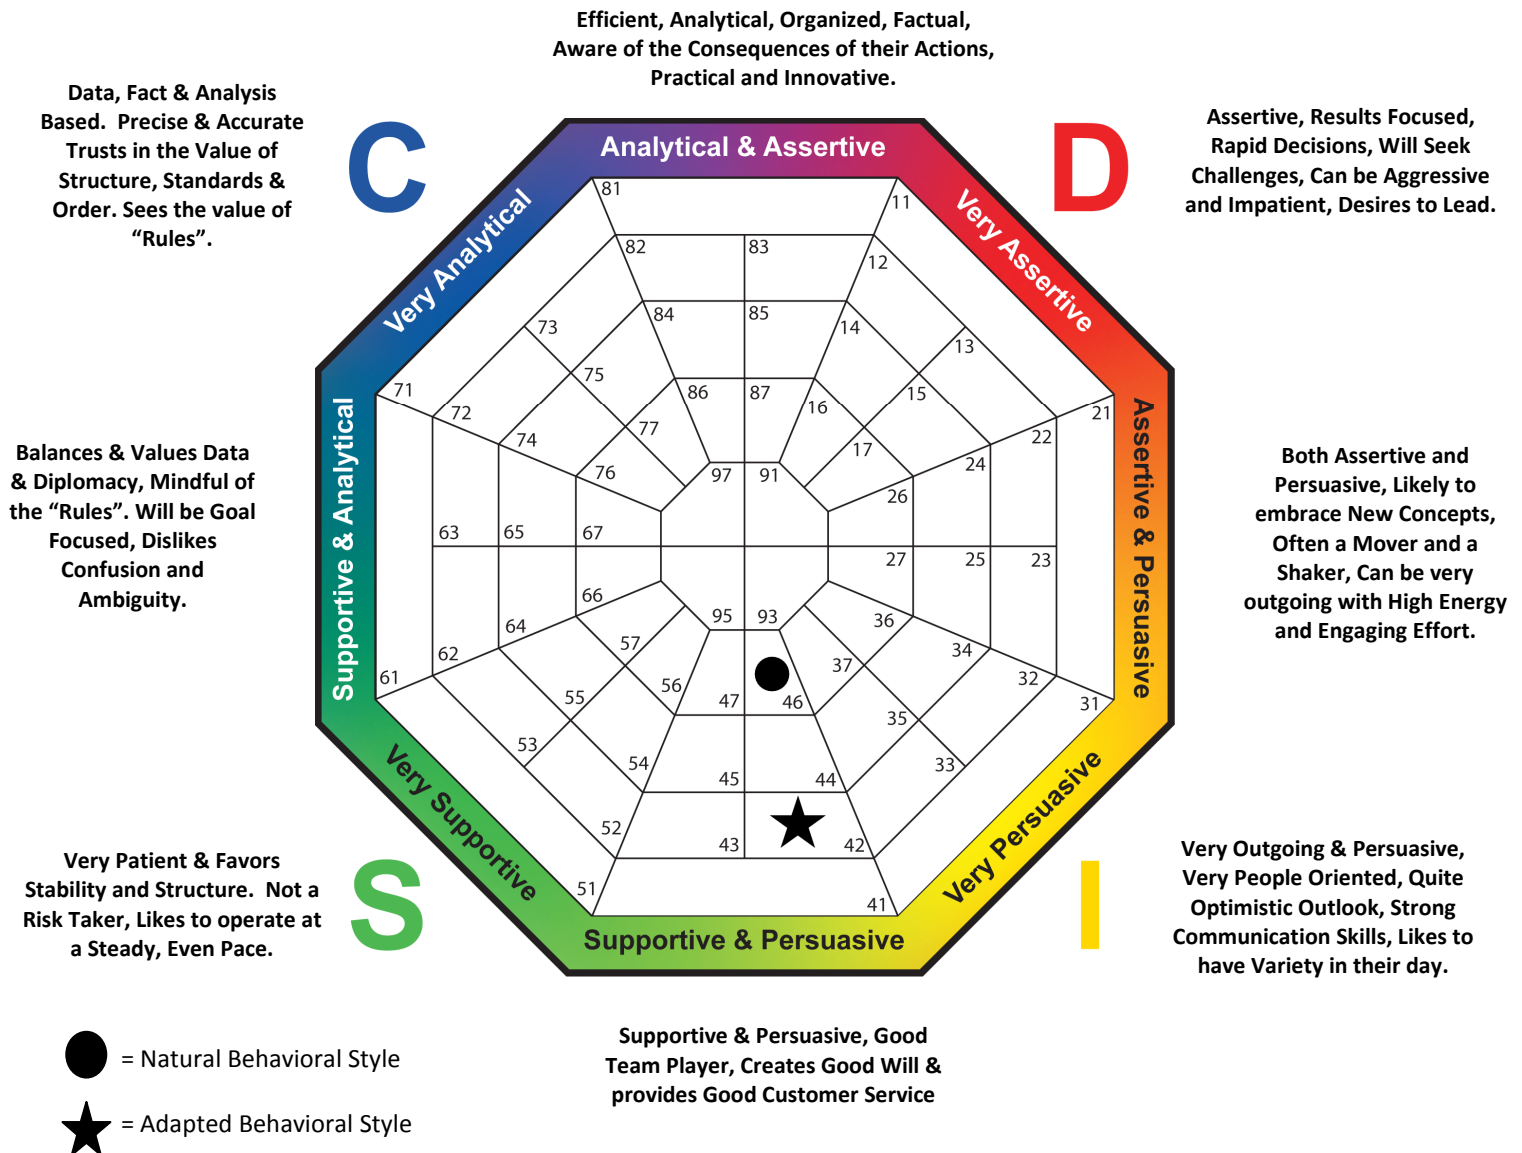 Efficient, Analytical, Organized, Factual,
Aware of the Consequences of their Actions,
Practical and Innovative.
Data, Fact & Analysis
Based.  Precise & Accurate
Trusts in the Value of
Structure, Standards &
Order. Sees the value of
“Rules”.
C
D
Assertive, Results Focused,
Rapid Decisions, Will Seek
Challenges, Can be Aggressive
and Impatient, Desires to Lead.
Analytical & Assertive
Very Analytical
Very Assertive
81
11
82
83
12
84
85
14
73
13
75
15
71
72
86
87
16
21
22
74
77
17
24
76
97
91
26
63
65
67
27
25
23
66
64
95
93
36
62
57
37
34
61
56
47
46
32
31
55
35
53
54
45
44
33
52
43
42
51
41
Supportive & Analytical
Assertive & Persuasive
Balances & Values Data
& Diplomacy, Mindful of
the “Rules”. Will be Goal
Focused, Dislikes
Confusion and
Ambiguity.
Both Assertive and
Persuasive, Likely to
embrace New Concepts,
Often a Mover and a
Shaker, Can be very
outgoing with High Energy
and Engaging Effort.
Very Supportive
Very Persuasive
Supportive & Persuasive
Very Patient & Favors
Stability and Structure.  Not a
Risk Taker, Likes to operate at
a Steady, Even Pace.
S
I
Very Outgoing & Persuasive,
Very People Oriented, Quite
Optimistic Outlook, Strong
Communication Skills, Likes to
have Variety in their day.
Supportive & Persuasive, Good
Team Player, Creates Good Will &
provides Good Customer Service
= Natural Behavioral Style
= Adapted Behavioral Style